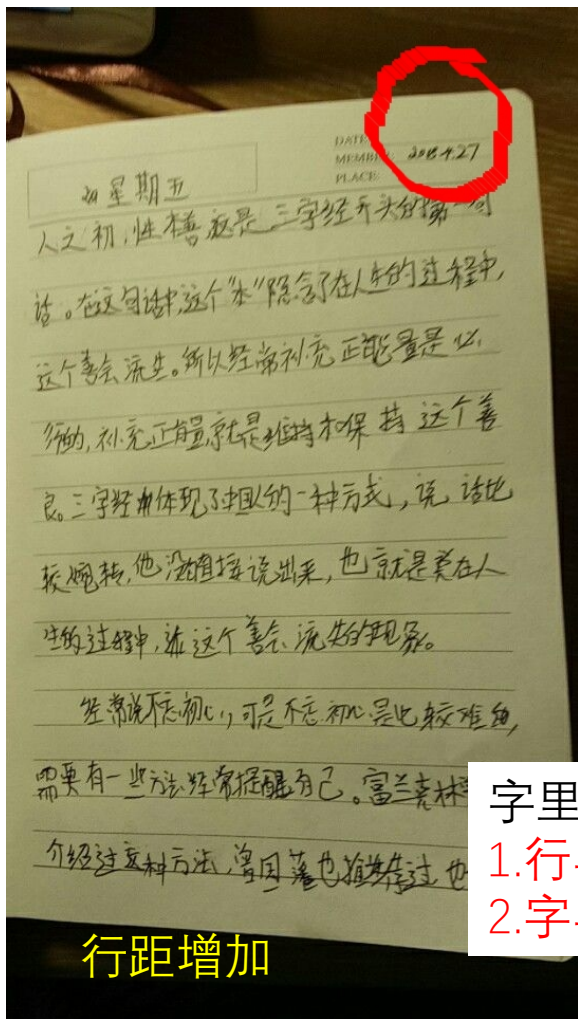 DATE:
MEMBER: 2018.4.27
PLACE:
星期五
人之初，性本善就是三字经开头的第一句
话。在这句话中，这个“本”隐含了在人生的过程中，
这个善会流失。所以经常补充正能量是必
须的，补充正能量，就是维持和保持这个善
良。三字经体现了中国人的一种方式，说话比
较婉转，他没有直接说出来，也就是在人
生的过程中，这个善会流失的现象。
经常说不忘初心，可是不忘初心是比较难的，
需要有一些方法经常提醒自己。富兰克林
介绍过这种方法，曾国藩也推荐过，也
字里
1.行
2.字
行距增加